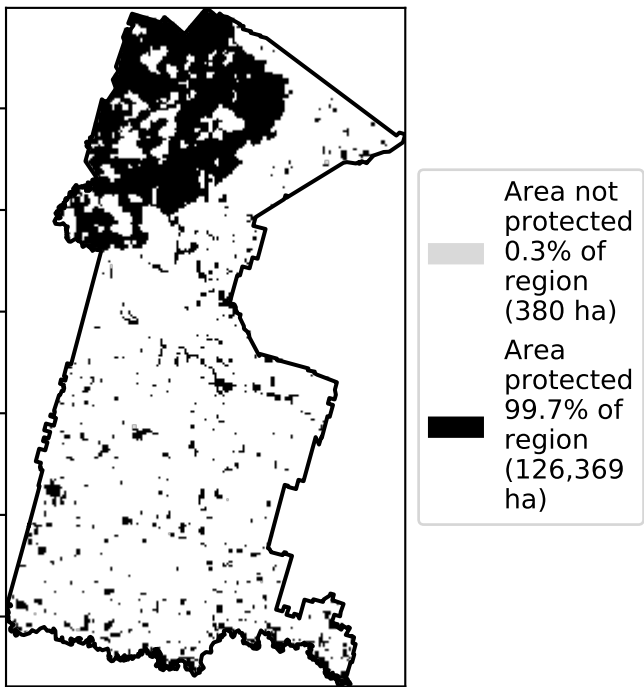 Area not
protected
0.3% of
region
(380 ha)
Area
protected
99.7% of
region
(126,369
ha)